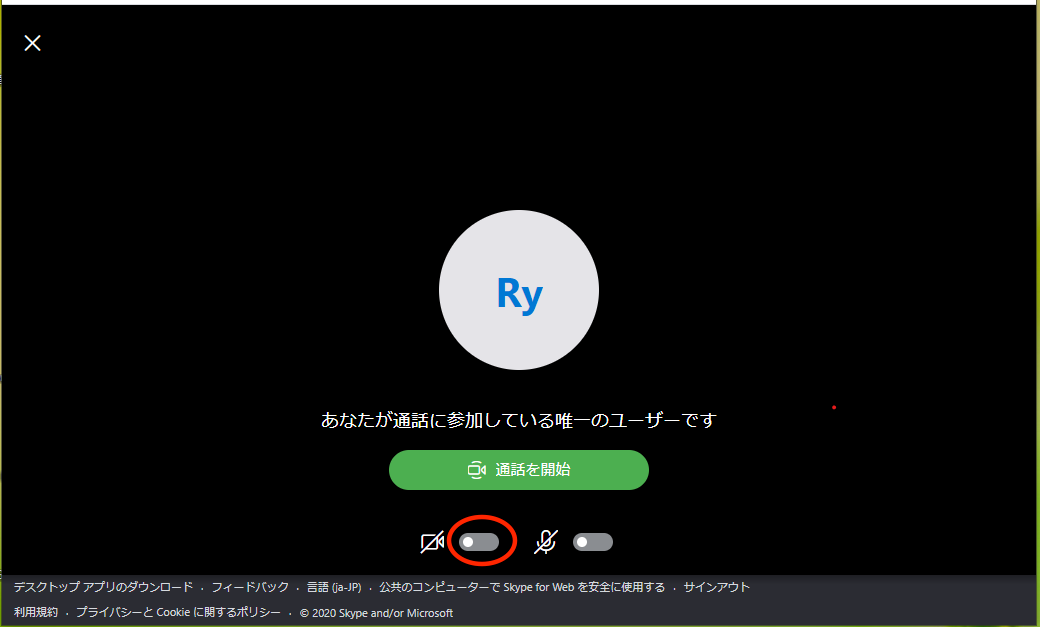 Ry
あなたが通話に参加している唯一のユーザーです
通話を開始
デスクトップ アプリのダウンロード · フィードバック · 言語 (ja-JP) · 公共のコンピューターで Skype for Web を安全に使用する · サインアウト
利用規約 · プライバシーと Cookie に関するポリシー · © 2020 Skype and/or Microsoft